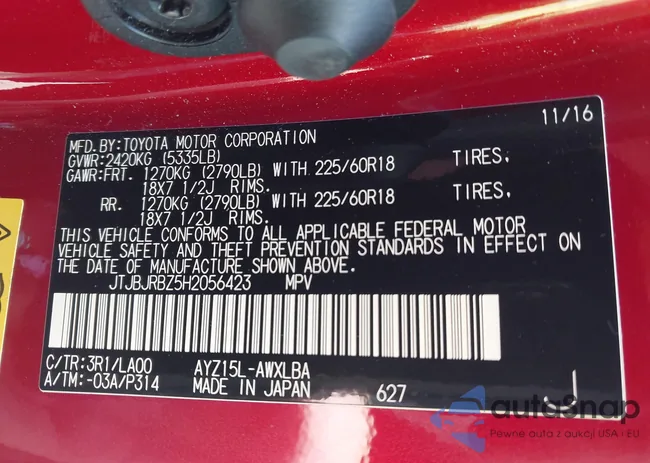 11/16
MFD.BY:TOYOTA MOTOR CORPORATION
GVWR:2420KG (5335LB)
GAWR:FRT. 1270KG (2790LB) WITH 225/60R18 TIRES,
18X7 1/2J RIMS.
RR. 1270KG (2790LB) WITH 225/60R18 TIRES,
18X7 1/2J RIMS.
THIS VEHICLE CONFORMS TO ALL APPLICABLE FEDERAL MOTOR
VEHICLE SAFETY AND THEFT PREVENTION STANDARDS IN EFFECT ON
THE DATE OF MANUFACTURE SHOWN ABOVE.
JTJBJRBZ5H2056423 MPV
C/TR:3R1/LA00 AYZ15L-AWXLBA
A/TM:-03A/P314 MADE IN JAPAN 627 J
autosnap
Pewne auta z aukcji USA i EU